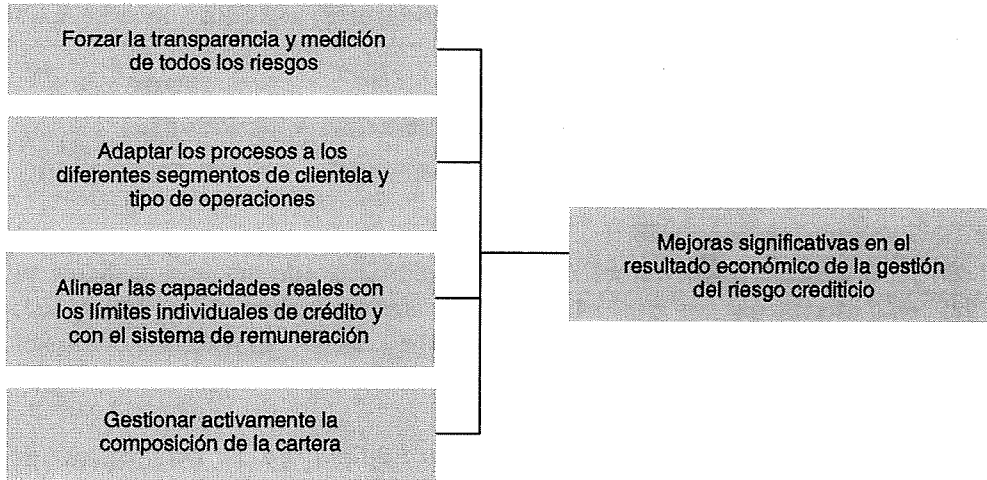 Forzar la transparencia y medición
de todos los riesgos
Adaptar los procesos a los
diferentes segmentos de clientela y
tipo de operaciones
Alinear las capacidades reales con
los límites individuales de crédito y
con el sistema de remuneración
Gestionar activamente la
composición de la cartera
Mejoras significativas en el
resultado económico de la gestión
del riesgo crediticio